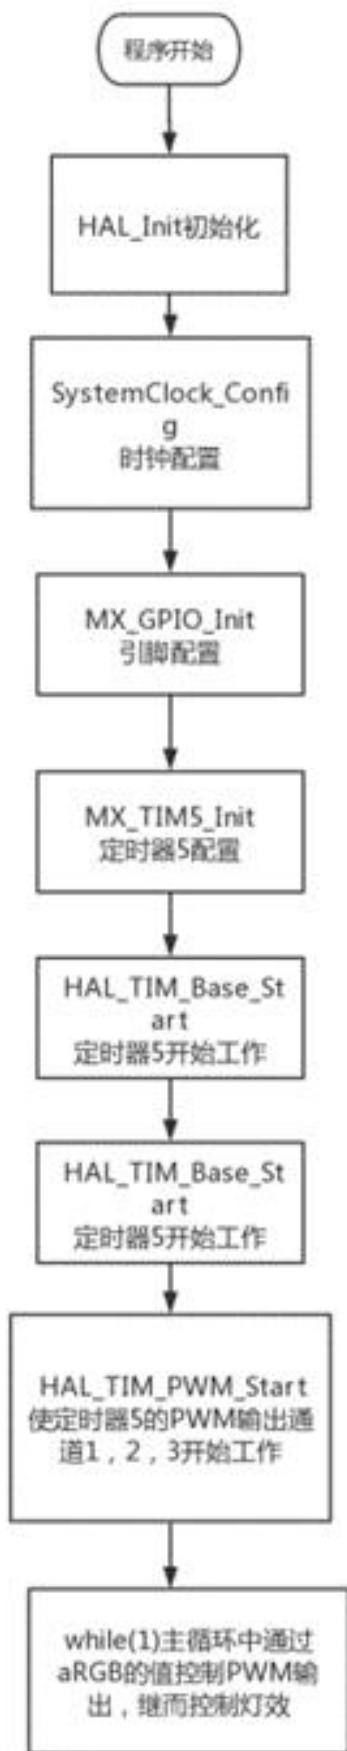 程序开始
HAL_Init初始化
SystemClock_Confi
g
时钟配置
MX_GPIO_Init
引脚配置
MX_TIM5_Init
定时器5配置
HAL_TIM_Base_St
art
定时器5开始工作
HAL_TIM_Base_St
art
定时器5开始工作
HAL_TIM_PWM_Start
使定时器5的PWM输出通
道1，2，3开始工作
while(1)主循环中通过
aRGB的值控制PWM输
出，继而控制灯效